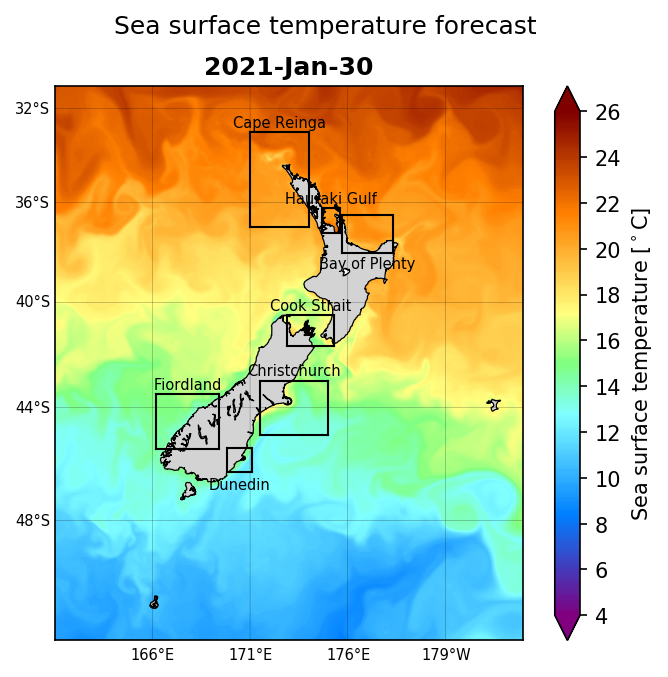 Sea surface temperature forecast
2021-Jan-30
32°S
36°S
40°S
44°S
48°S
Cape Reinga
Hauraki Gulf
Bay of Plenty
Cook Strait
Christchurch
Fiordland
Dunedin
166°E
171°E
176°E
179°W
26
24
22
20
18
16
14
12
10
8
6
4
Sea surface temperature [°C]